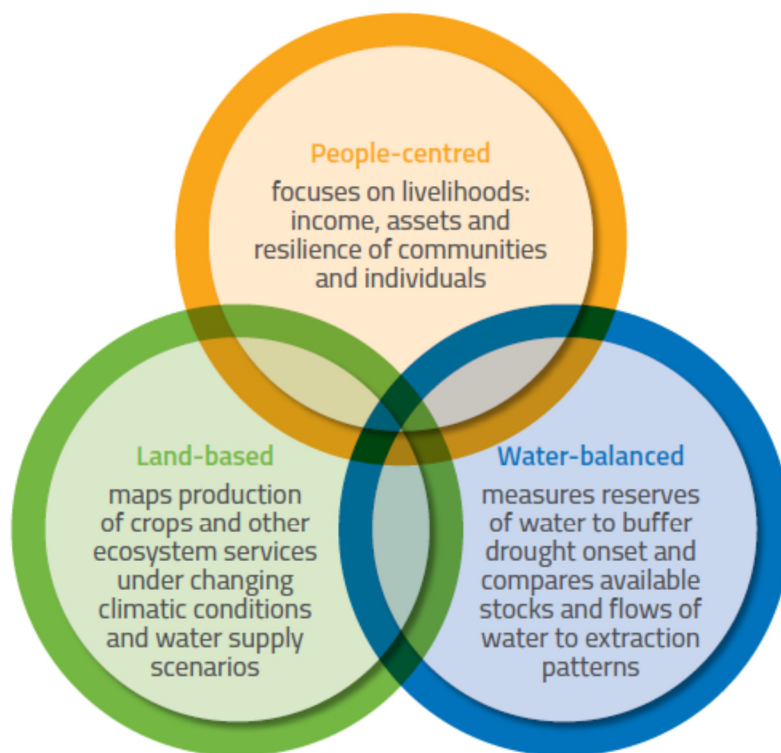 People-centred
focuses on livelihoods:
income, assets and
resilience of communities
and individuals
Land-based
maps production
of crops and other
ecosystem services
under changing
climatic conditions
and water supply
scenarios
Water-balanced
measures reserves
of water to buffer
drought onset and
compares available
stocks and flows of
water to extraction
patterns